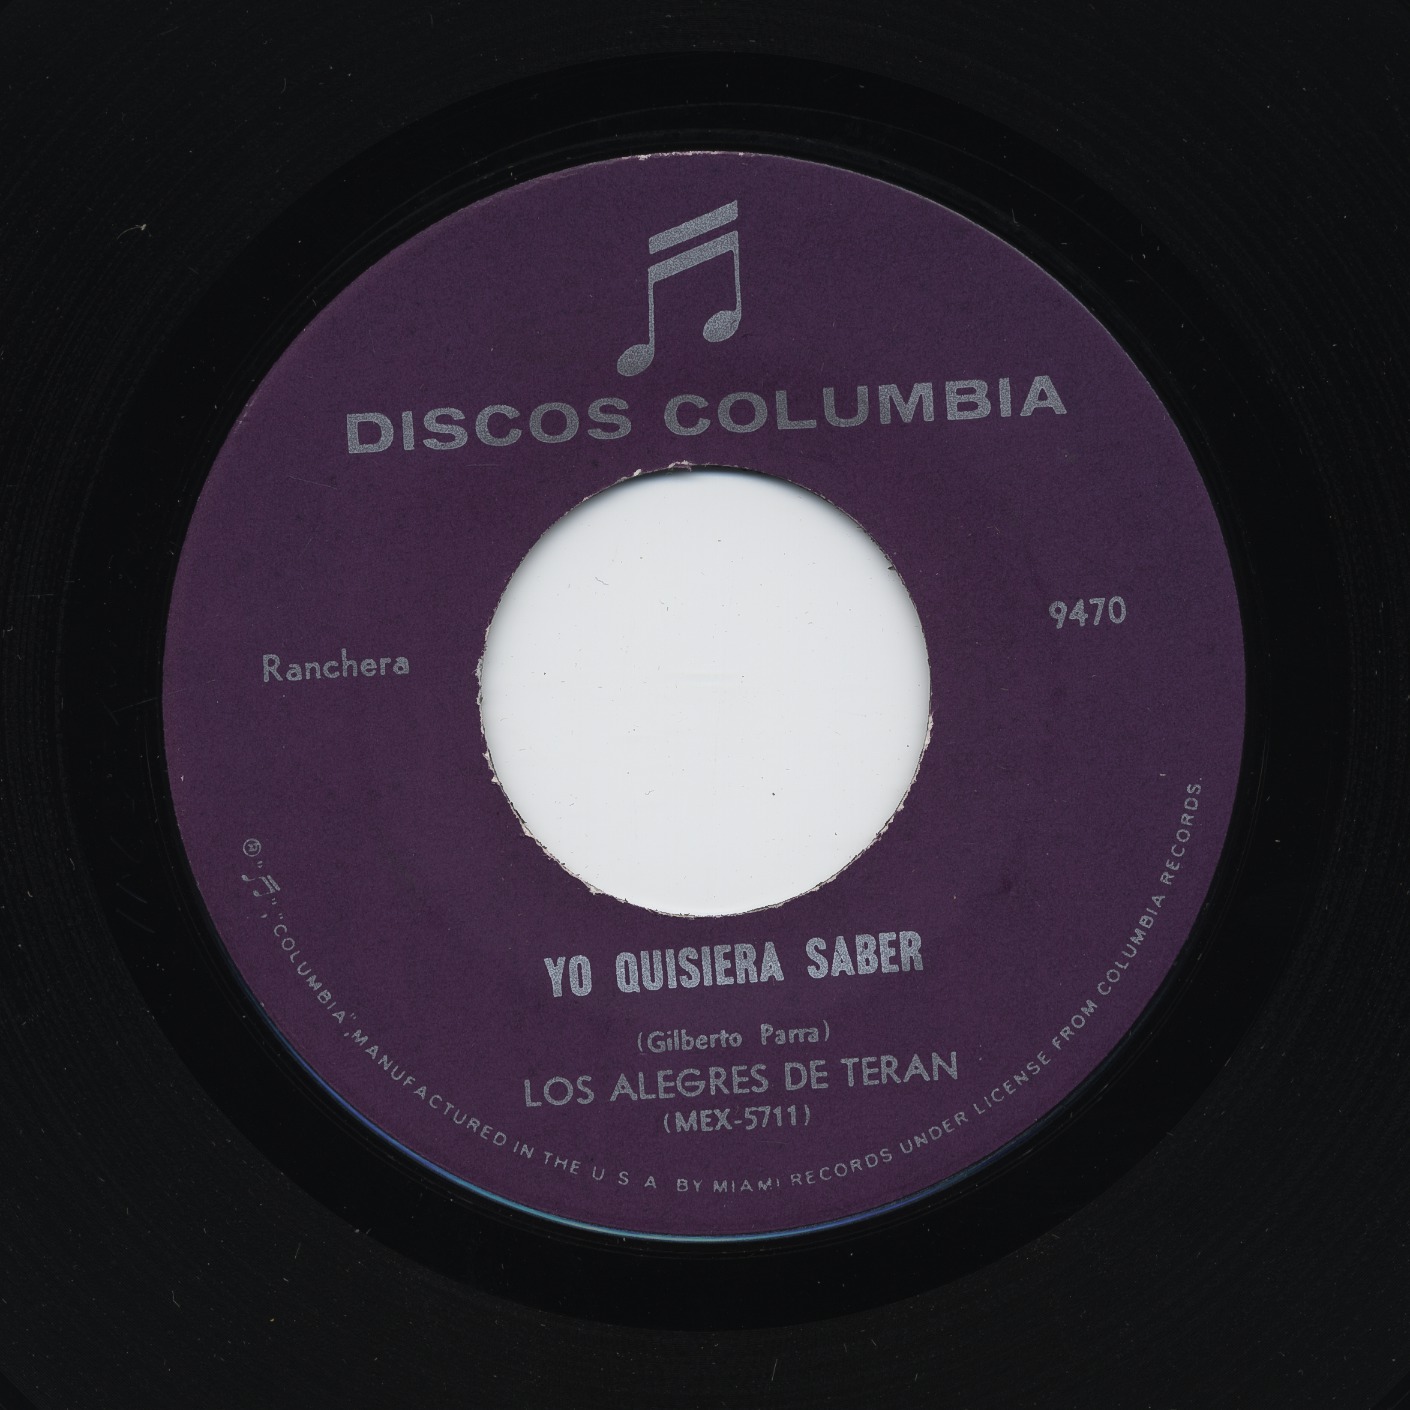 DISCOS COLUMBIA
9470
Ranchera
YO QUISIERA SABER
(Gilberto Parra)
LOS ALEGRES DE TERAN
(MEX-5711)
Ⓡ "♫", "COLUMBIA", MANUFACTURED IN THE U S A BY MIAMI RECORDS UNDER LICENSE FROM COLUMBIA RECORDS.